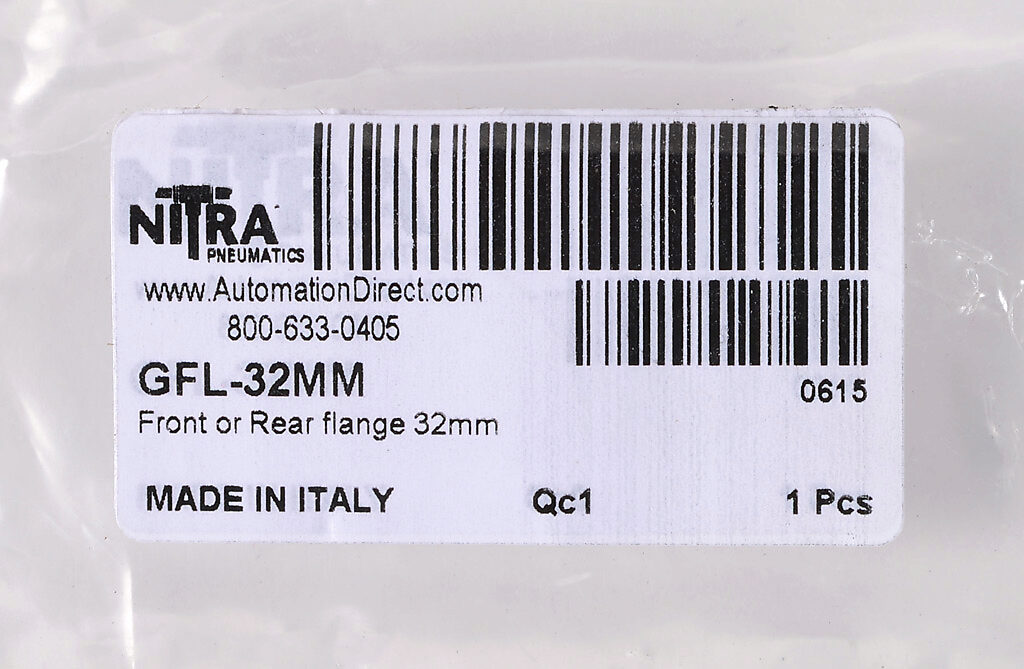 NITRA
PNEUMATICS
www.AutomationDirect.com
800-633-0405
GFL-32MM
0615
Front or Rear flange 32mm
MADE IN ITALY Qc1 1 Pcs